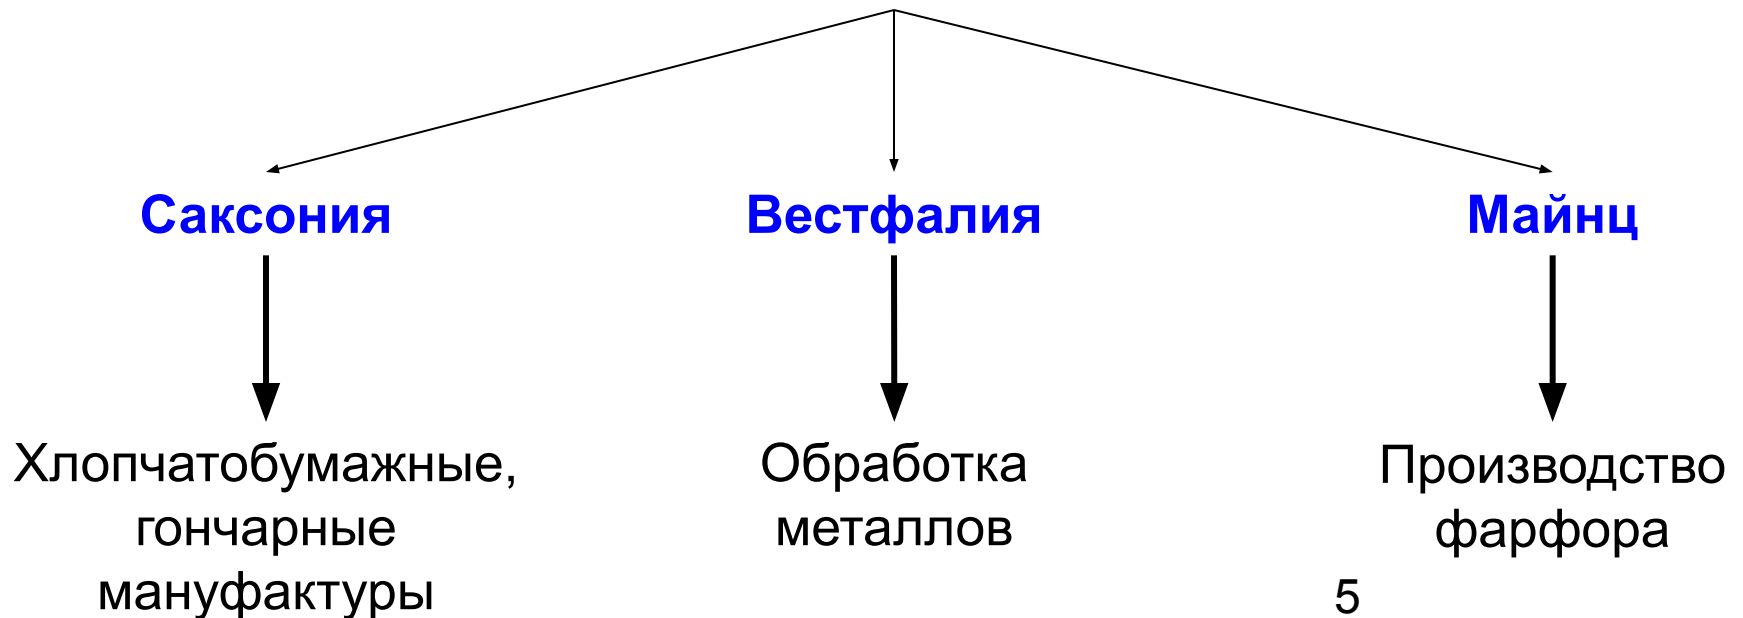 Саксония
Вестфалия
Майнц
Хлопчатобумажные,
гончарные
мануфактуры
Обработка
металлов
Производство
фарфора
5